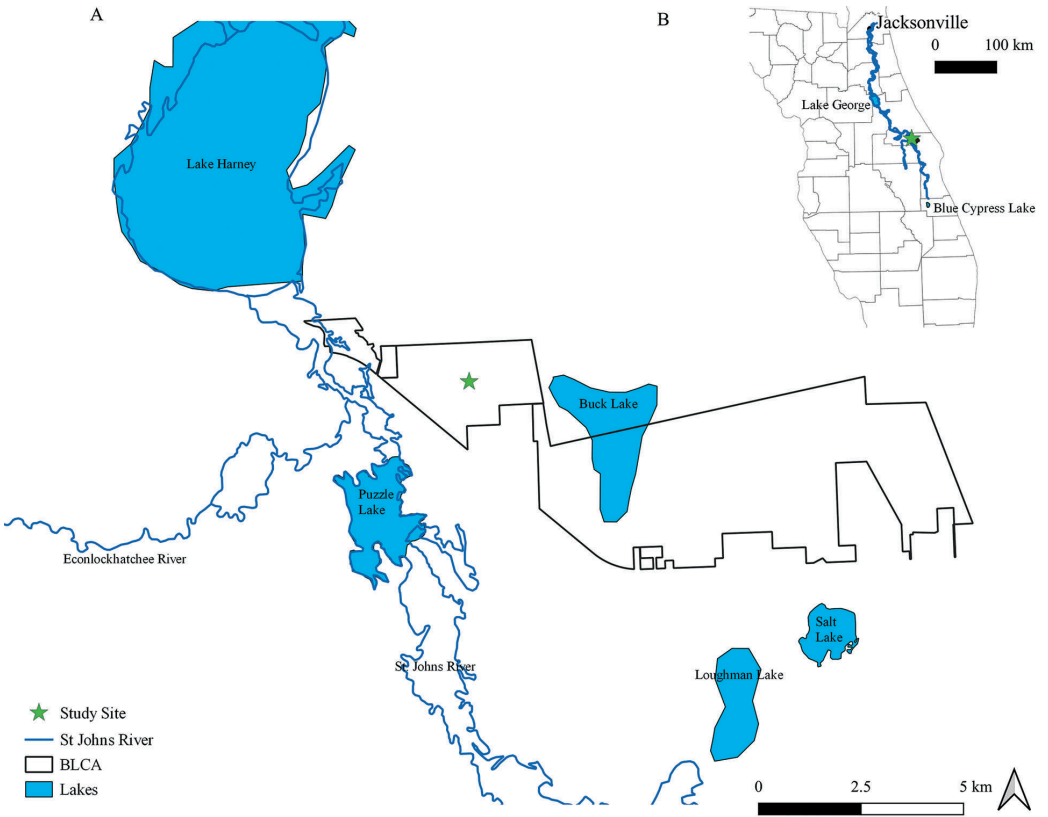 A
B
Jacksonville
0 100 km
Lake George
Blue Cypress Lake
Lake Harney
Buck Lake
Puzzle
Lake
Econlockhatchee River
St. Johns River
Salt
Lake
Loughman Lake
Study Site
St Johns River
BLCA
Lakes
0 2.5 5 km